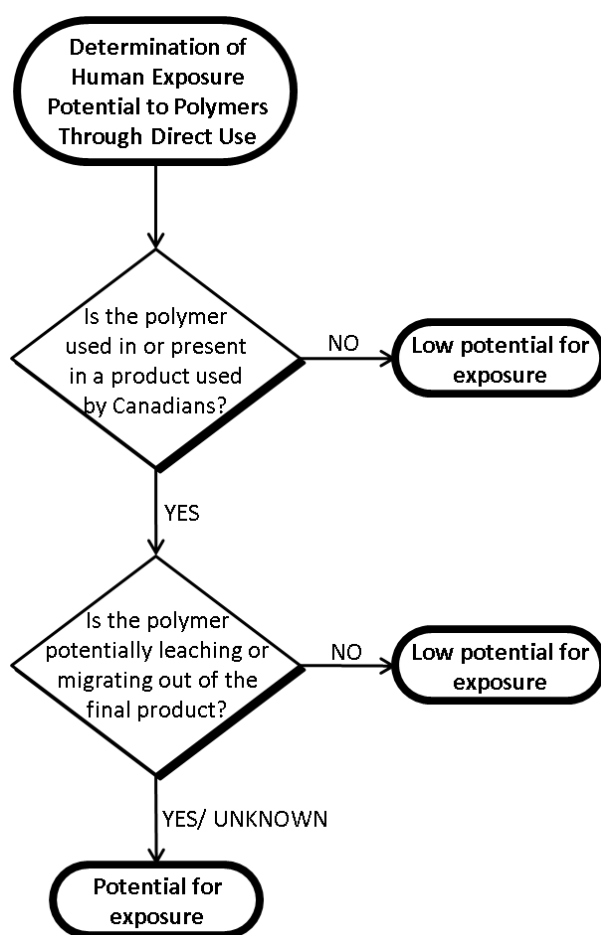 Determination of
Human Exposure
Potential to Polymers
Through Direct Use
Is the polymer
used in or present
in a product used
by Canadians?
NO
Low potential for
exposure
YES
Is the polymer
potentially leaching or
migrating out of the
final product?
NO
Low potential for
exposure
YES/ UNKNOWN
Potential for
exposure